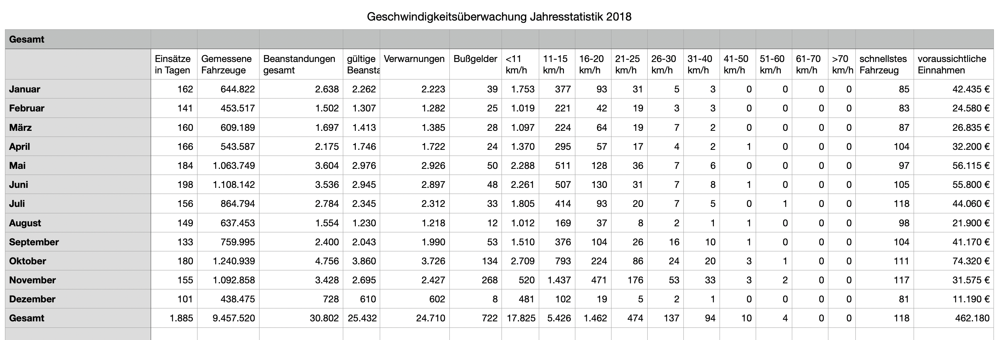 Geschwindigkeitsüberwachung Jahresstatistik 2018
Gesamt
Einsätze in Tagen Gemessene Fahrzeuge Beanstandungen gesamt gültige Beansta Verwarnungen Bußgelder <11 km/h 11-15 km/h 16-20 km/h 21-25 km/h 26-30 km/h 31-40 km/h 41-50 km/h 51-60 km/h 61-70 km/h >70 km/h schnellstes Fahrzeug voraussichtliche Einnahmen
Januar 162 644.822 2.638 2.262 2.223 39 1.753 377 93 31 5 3 0 0 0 0 85 42.435 €
Februar 141 453.517 1.502 1.307 1.282 25 1.019 221 42 19 3 3 0 0 0 0 83 24.580 €
März 160 609.189 1.697 1.413 1.385 28 1.097 224 64 19 7 2 0 0 0 0 87 26.835 €
April 166 543.587 2.175 1.746 1.722 24 1.370 295 57 17 4 2 1 0 0 0 104 32.200 €
Mai 184 1.063.749 3.604 2.976 2.926 50 2.288 511 128 36 7 6 0 0 0 0 97 56.115 €
Juni 198 1.108.142 3.536 2.945 2.897 48 2.261 507 130 31 7 8 1 0 0 0 105 55.800 €
Juli 156 864.794 2.784 2.345 2.312 33 1.805 414 93 20 7 5 0 1 0 0 118 44.060 €
August 149 637.453 1.554 1.230 1.218 12 1.012 169 37 8 2 1 1 0 0 0 98 21.900 €
September 133 759.995 2.400 2.043 1.990 53 1.510 376 104 26 16 10 1 0 0 0 104 41.170 €
Oktober 180 1.240.939 4.756 3.860 3.726 134 2.709 793 224 86 24 20 3 1 0 0 111 74.320 €
November 155 1.092.858 3.428 2.695 2.427 268 520 1.437 471 176 53 33 3 2 0 0 117 31.575 €
Dezember 101 438.475 728 610 602 8 481 102 19 5 2 1 0 0 0 0 81 11.190 €
Gesamt 1.885 9.457.520 30.802 25.432 24.710 722 17.825 5.426 1.462 474 137 94 10 4 0 0 118 462.180